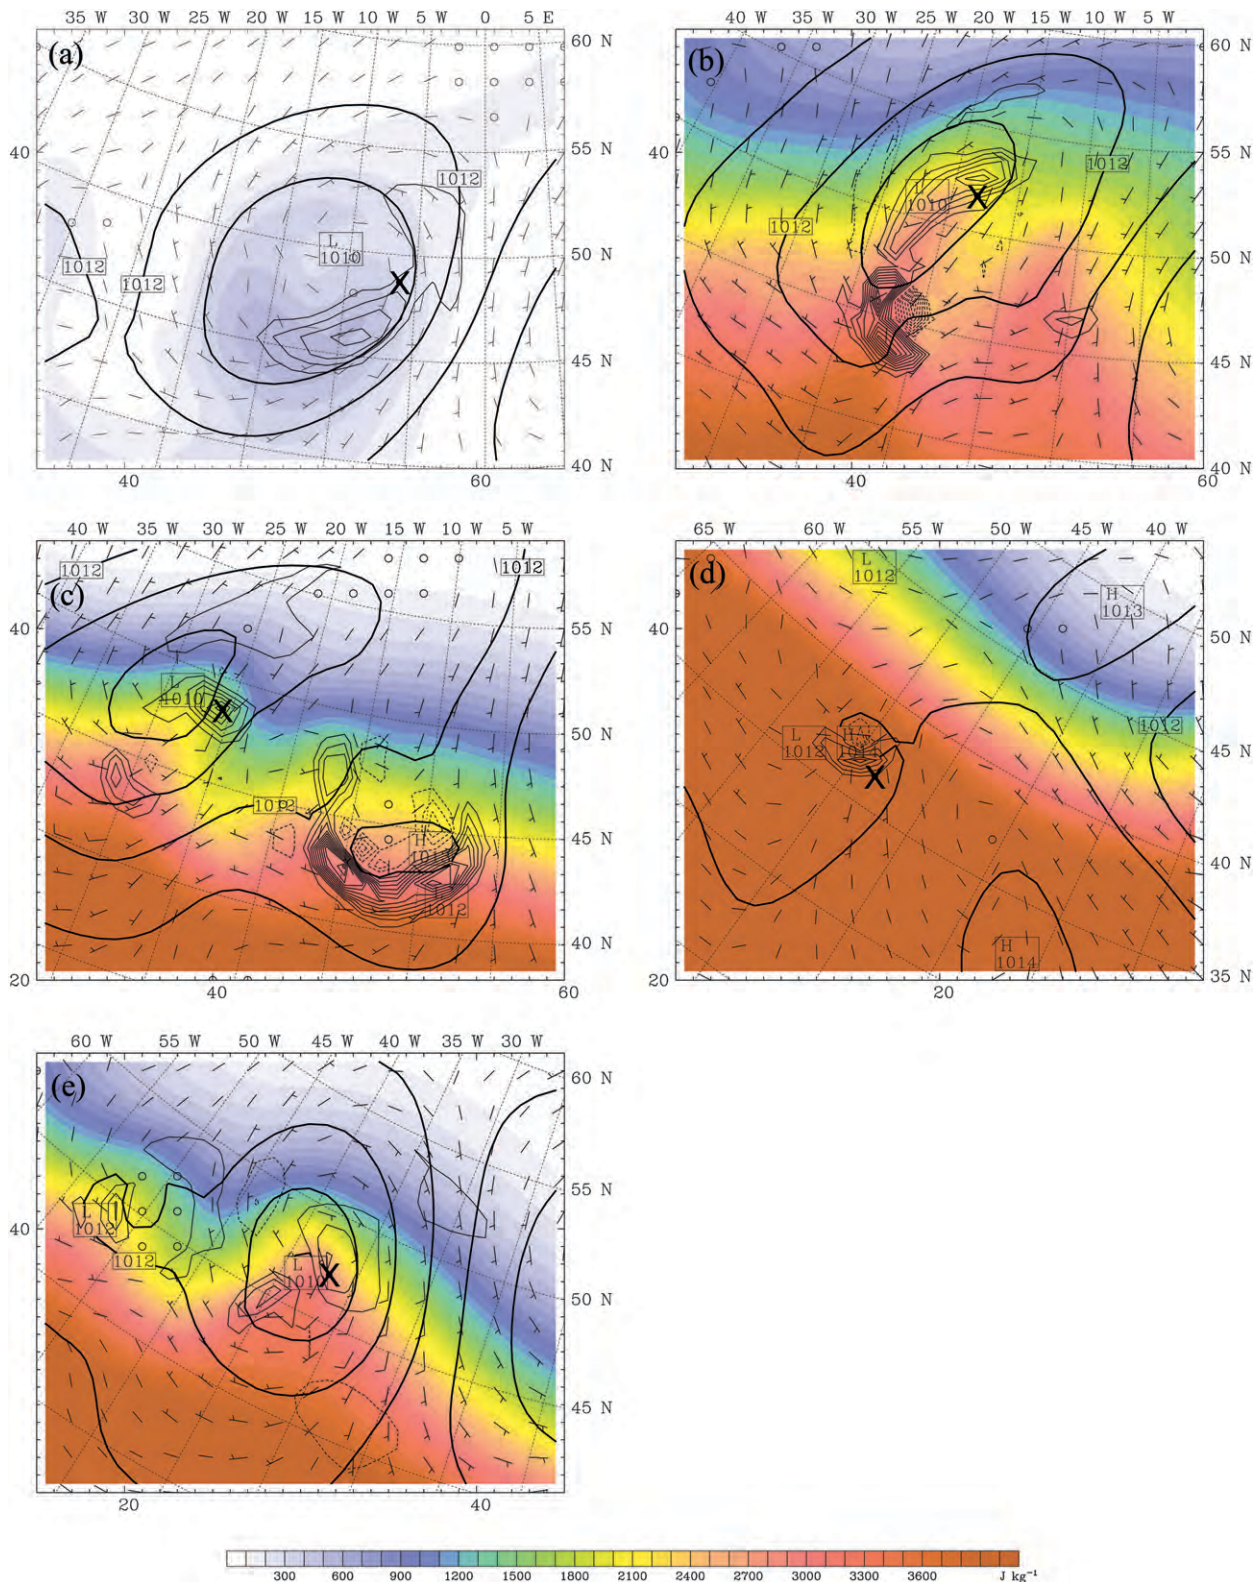 35 W 30 W 25 W 20 W 15 W 10 W 5 W 0 5 E
(a)
60 N
40
55 N
1012
1012
1012
L
1010
X
50 N
45 N
40 N
40
40 W 35 W 30 W 25 W 20 W 15 W 10 W 5 W
(b)
60 N
40
55 N
1012
1012
1010
X
50 N
45 N
40 N
40 60
40 W 35 W 30 W 25 W 20 W 15 W 10 W 5 W
(c)
1012
1012
40
55 N
L
1010
X
50 N
1012
45 N
H
1012
40 N
20
40 60
65 W 60 W 55 W 50 W 45 W 40 W
(d)
L
1012
H
1013
40
50 N
1012
L
1012
H
X
45 N
40 N
H
1014
35 N
20
20
60 W 55 W 50 W 45 W 40 W 35 W 30 W
(e)
60 N
55 N
L
1012
40
1012
L
1010
X
50 N
45 N
20 40
300 600 900 1200 1500 1800 2100 2400 2700 3000 3300 3600 J kg⁻¹